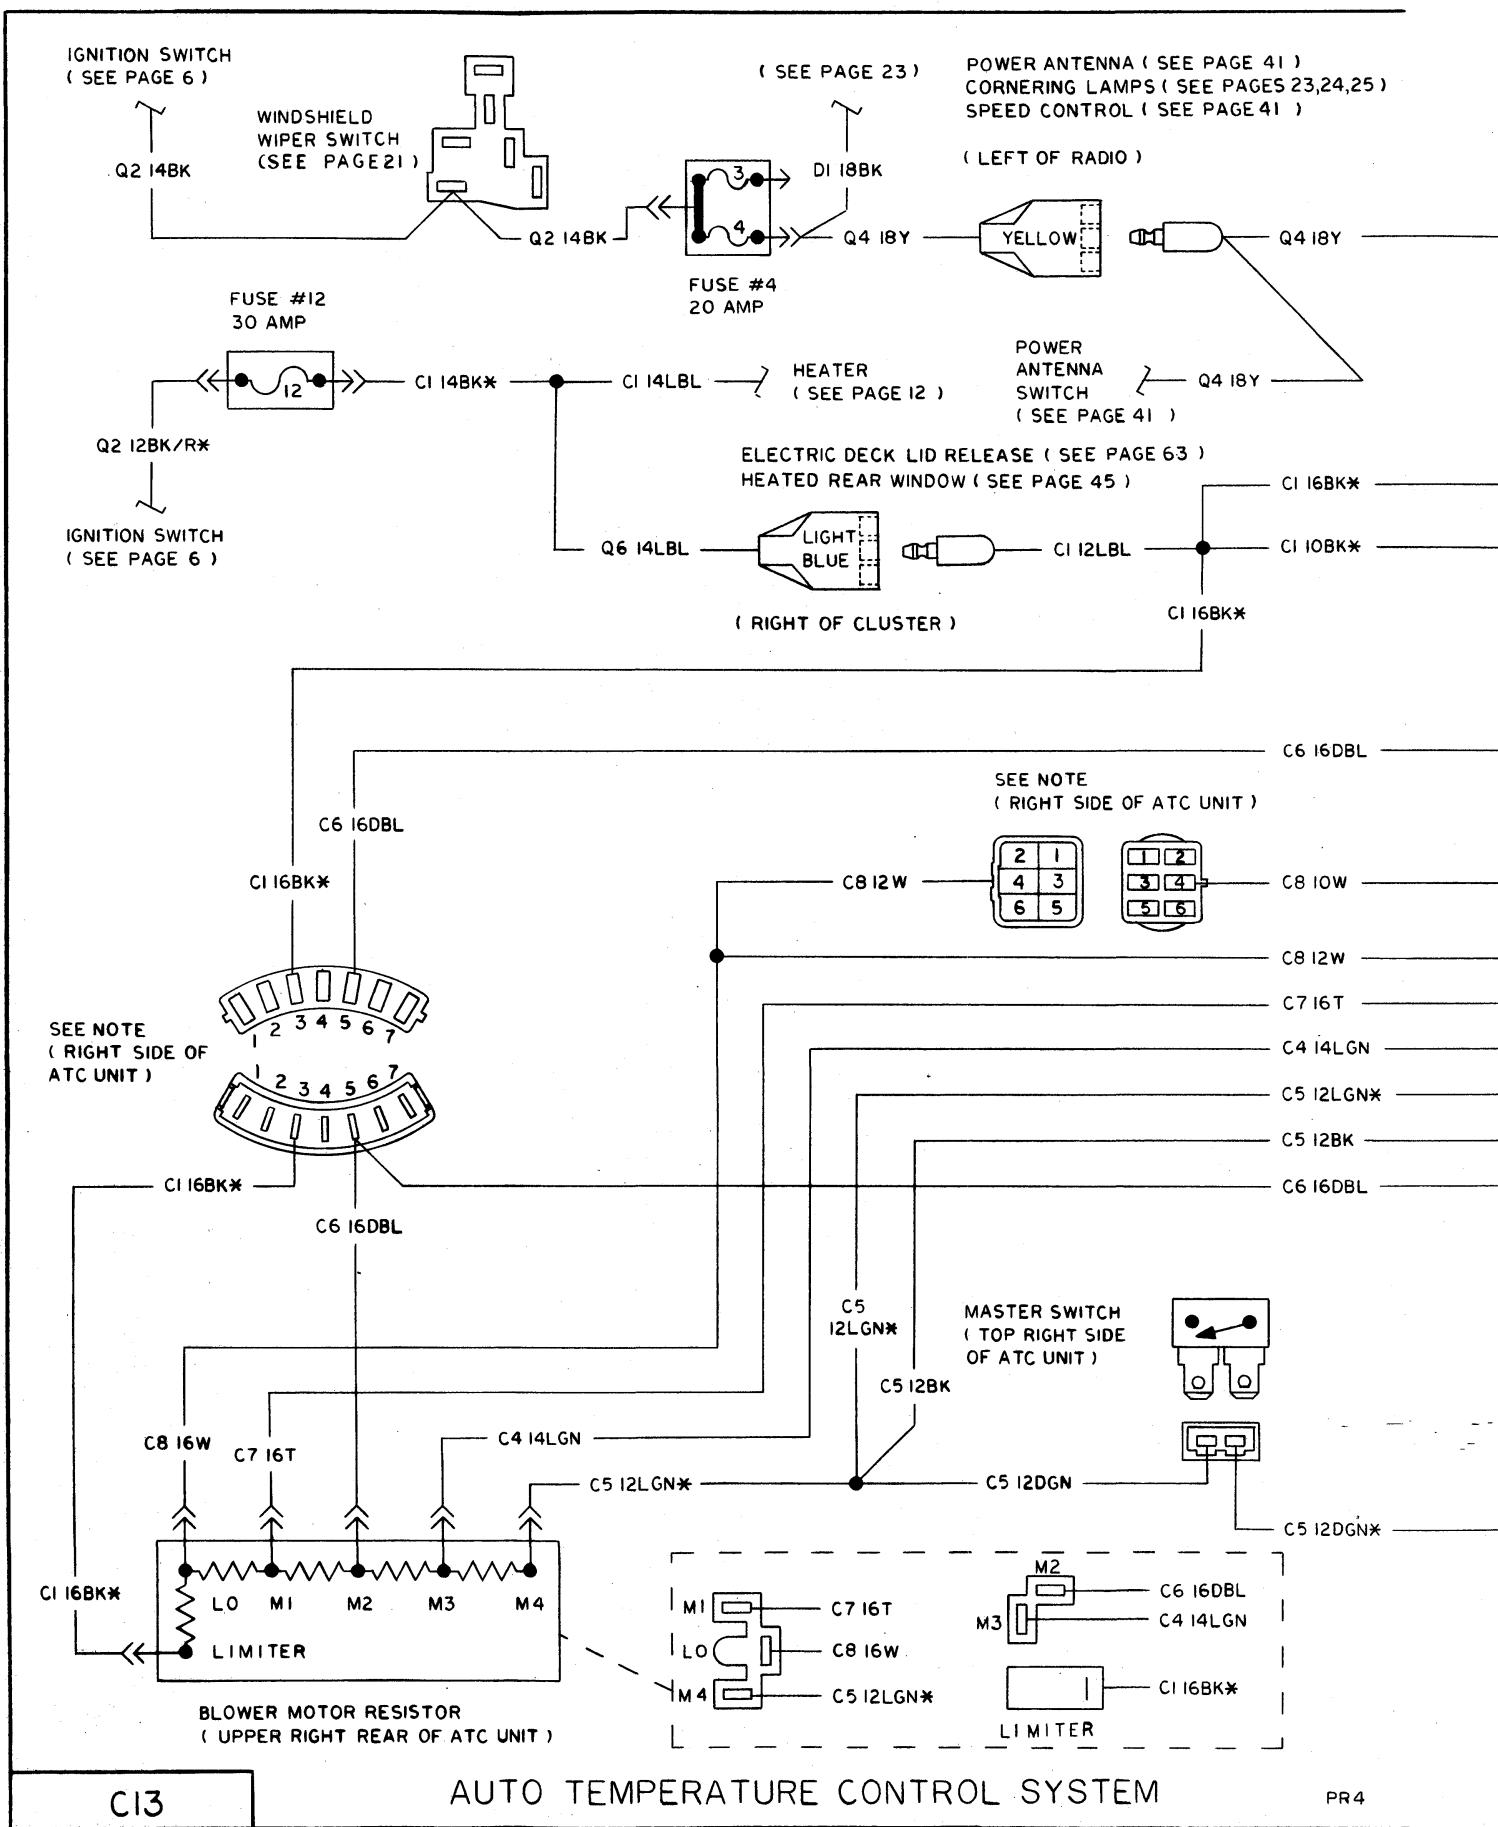 IGNITION SWITCH
( SEE PAGE 6 )
Q2 14BK
WINDSHIELD
WIPER SWITCH
(SEE PAGE 21 )
Q2 14BK
3
4
FUSE #4
20 AMP
( SEE PAGE 23 )
D1 18BK
Q4 18Y
POWER ANTENNA ( SEE PAGE 41 )
CORNERING LAMPS ( SEE PAGES 23,24,25 )
SPEED CONTROL ( SEE PAGE 41 )
( LEFT OF RADIO )
YELLOW
Q4 18Y
FUSE #12
30 AMP
12
C1 14BK*
C1 14LBL
HEATER
( SEE PAGE 12 )
POWER
ANTENNA
SWITCH
( SEE PAGE 41 )
Q4 18Y
Q2 12BK/R*
IGNITION SWITCH
( SEE PAGE 6 )
ELECTRIC DECK LID RELEASE ( SEE PAGE 63 )
HEATED REAR WINDOW ( SEE PAGE 45 )
C1 16BK*
Q6 14LBL
LIGHT
BLUE
C1 12LBL
C1 10BK*
( RIGHT OF CLUSTER )
C1 16BK*
C6 16DBL
C6 16DBL
C1 16BK*
SEE NOTE
( RIGHT SIDE OF ATC UNIT )
C8 12W
2 1
4 3
6 5
1 2
3 4
5 6
C8 10W
C8 12W
C7 16T
C4 14LGN
C5 12LGN*
C5 12BK
C6 16DBL
SEE NOTE
( RIGHT SIDE OF
ATC UNIT )
1 2 3 4 5 6 7
1 2 3 4 5 6 7
C1 16BK*
C6 16DBL
C5
12LGN*
C5 12BK
MASTER SWITCH
( TOP RIGHT SIDE
OF ATC UNIT )
C8 16W
C7 16T
C4 14LGN
C5 12LGN*
C5 12DGN
C5 12DGN*
C1 16BK*
LO M1 M2 M3 M4
LIMITER
BLOWER MOTOR RESISTOR
( UPPER RIGHT REAR OF ATC UNIT )
M1
C7 16T
LO
C8 16W
M4
C5 12LGN*
M2
C6 16DBL
M3
C4 14LGN
C1 16BK*
LIMITER
C13
AUTO TEMPERATURE CONTROL SYSTEM
PR4